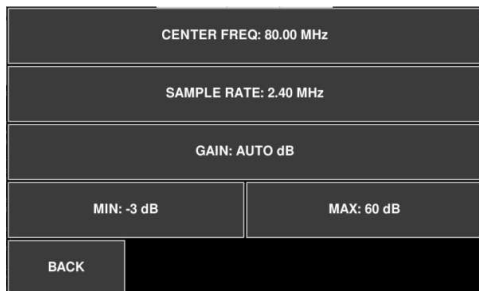 CENTER FREQ: 80.00 MHz
SAMPLE RATE: 2.40 MHz
GAIN: AUTO dB
MIN: -3 dB
MAX: 60 dB
BACK